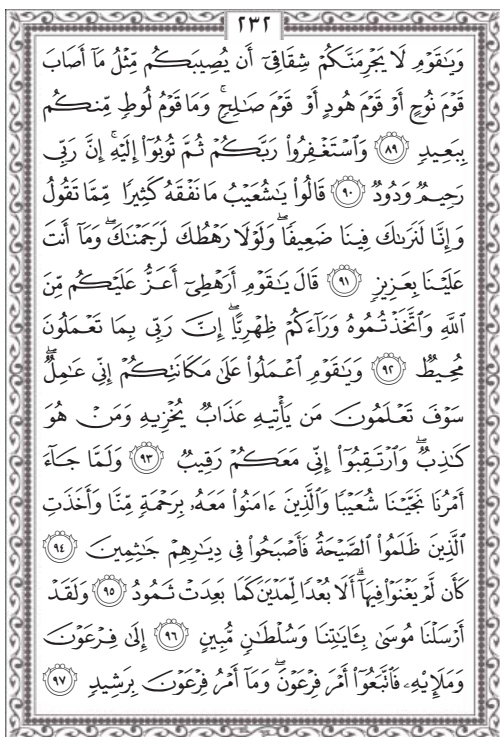 ٢٣٢
وَيَٰقَوْمِ لَا يَجْرِمَنَّكُمْ شِقَاقِىٓ أَن يُصِيبَكُم مِّثْلُ مَآ أَصَابَ
قَوْمَ نُوحٍ أَوْ قَوْمَ هُودٍ أَوْ قَوْمَ صَٰلِحٍ ۚ وَمَا قَوْمُ لُوطٍ مِّنكُم
بِبَعِيدٍ ٨٩ وَٱسْتَغْفِرُوا۟ رَبَّكُمْ ثُمَّ تُوبُوٓا۟ إِلَيْهِ ۚ إِنَّ رَبِّى
رَحِيمٌ وَدُودٌ ٩٠ قَالُوا۟ يَٰشُعَيْبُ مَا نَفْقَهُ كَثِيرًا مِّمَّا تَقُولُ
وَإِنَّا لَنَرَىٰكَ فِينَا ضَعِيفًا ۖ وَلَوْلَا رَهْطُكَ لَرَجَمْنَٰكَ ۖ وَمَآ أَنتَ
عَلَيْنَا بِعَزِيزٍ ٩١ قَالَ يَٰقَوْمِ أَرَهْطِىٓ أَعَزُّ عَلَيْكُم مِّنَ
ٱللَّهِ وَٱتَّخَذْتُمُوهُ وَرَآءَكُمْ ظِهْرِيًّا ۖ إِنَّ رَبِّى بِمَا تَعْمَلُونَ
مُحِيطٌ ٩٢ وَيَٰقَوْمِ ٱعْمَلُوا۟ عَلَىٰ مَكَانَتِكُمْ إِنِّى عَٰمِلٌ ۖ
سَوْفَ تَعْلَمُونَ مَن يَأْتِيهِ عَذَابٌ يُخْزِيهِ وَمَنْ هُوَ
كَٰذِبٌ ۖ وَٱرْتَقِبُوٓا۟ إِنِّى مَعَكُمْ رَقِيبٌ ٩٣ وَلَمَّا جَآءَ
أَمْرُنَا نَجَّيْنَا شُعَيْبًا وَٱلَّذِينَ ءَامَنُوا۟ مَعَهُۥ بِرَحْمَةٍ مِّنَّا وَأَخَذَتِ
ٱلَّذِينَ ظَلَمُوا۟ ٱلصَّيْحَةُ فَأَصْبَحُوا۟ فِى دِيَٰرِهِمْ جَٰثِمِينَ ٩٤
كَأَن لَّمْ يَغْنَوْا۟ فِيهَآ ۗ أَلَا بُعْدًا لِّمَدْيَنَ كَمَا بَعِدَتْ ثَمُودُ ٩٥ وَلَقَدْ
أَرْسَلْنَا مُوسَىٰ بِـَٔايَٰتِنَا وَسُلْطَٰنٍ مُّبِينٍ ٩٦ إِلَىٰ فِرْعَوْنَ
وَمَلَإِي۟هِۦ فَٱتَّبَعُوٓا۟ أَمْرَ فِرْعَوْنَ ۖ وَمَآ أَمْرُ فِرْعَوْنَ بِرَشِيدٍ ٩٧